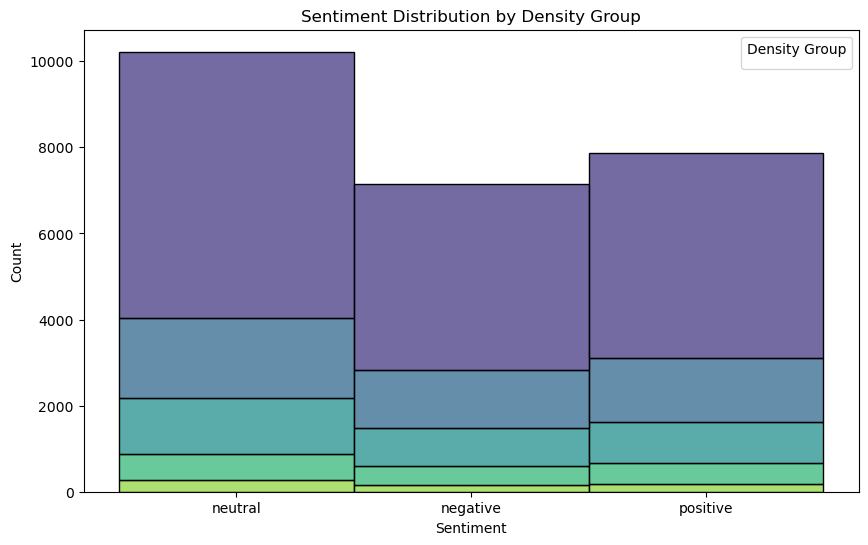 Sentiment Distribution by Density Group
Density Group
10000
8000
6000
4000
2000
0
Count
neutral
negative
positive
Sentiment